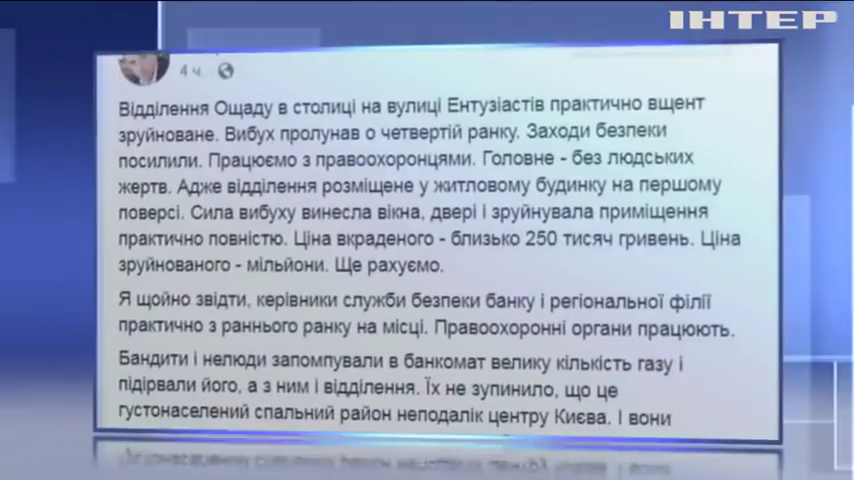 ІНТЕР
4 ч.
Відділення Ощаду в столиці на вулиці Ентузіастів практично вщент
зруйноване. Вибух пролунав о четвертій ранку. Заходи безпеки
посилили. Працюємо з правоохоронцями. Головне - без людських
жертв. Адже відділення розміщене у житловому будинку на першому
поверсі. Сила вибуху винесла вікна, двері і зруйнувала приміщення
практично повністю. Ціна вкраденого - близько 250 тисяч гривень. Ціна
зруйнованого - мільйони. Ще рахуємо.
Я щойно звідти, керівники служби безпеки банку і регіональної філії
практично з раннього ранку на місці. Правоохоронні органи працюють.
Бандити і нелюди запомпували в банкомат велику кількість газу і
підірвали його, а з ним і відділення. Їх не зупинило, що це
густонаселений спальний район неподалік центру Києва. І вони